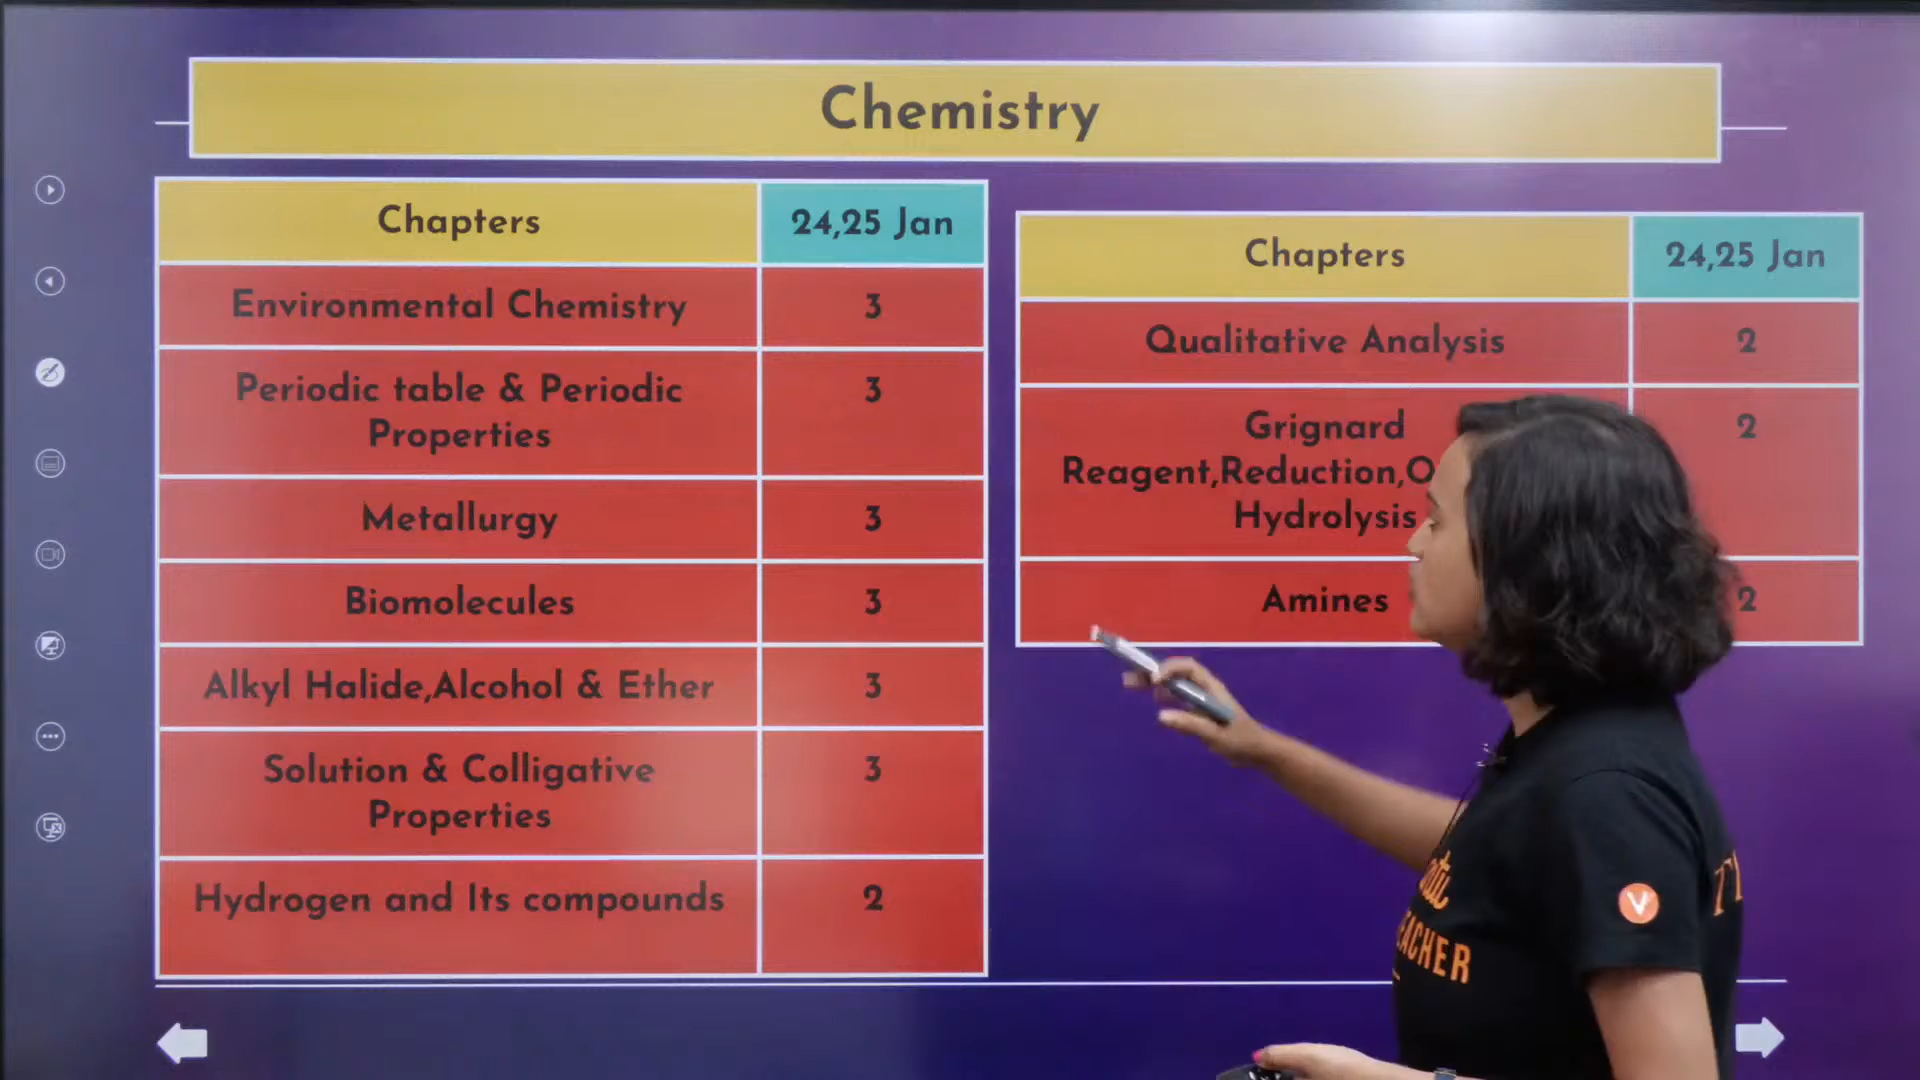 Chemistry
Chapters 24,25 Jan
Environmental Chemistry 3
Periodic table & Periodic 3
Properties
Metallurgy 3
Biomolecules 3
Alkyl Halide,Alcohol & Ether 3
Solution & Colligative 3
Properties
Hydrogen and Its compounds 2
Chapters 24,25 Jan
Qualitative Analysis 2
Grignard 2
Reagent,Reduction,O
Hydrolysis
Amines 2
V
EACHER